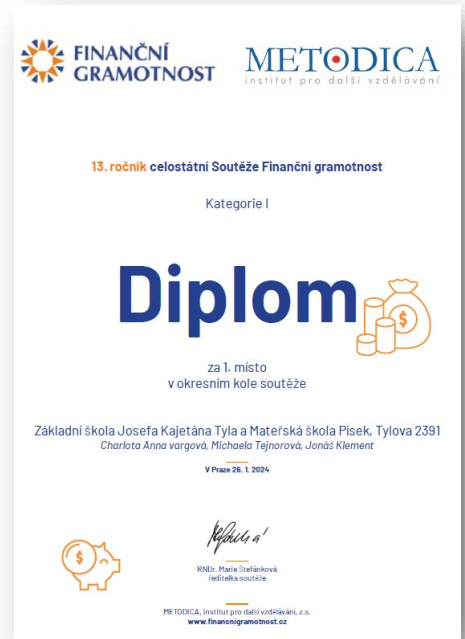 FINANČNÍ
GRAMOTNOST
METODICA
institut pro další vzdělávání
13. ročník celostátní Soutěže Finanční gramotnost
Kategorie I
Diplom
za 1. místo
v okresním kole soutěže
Základní škola Josefa Kajetána Tyla a Mateřská škola Písek, Tylova 2391
Charlota Anna vargová, Michaela Tejnorová, Jonáš Klement
V Praze 26. 1. 2024
RNDr. Marie Štefánková
ředitelka soutěže
METODICA, institut pro další vzdělávání, z.s.
www.financnigramotnost.cz